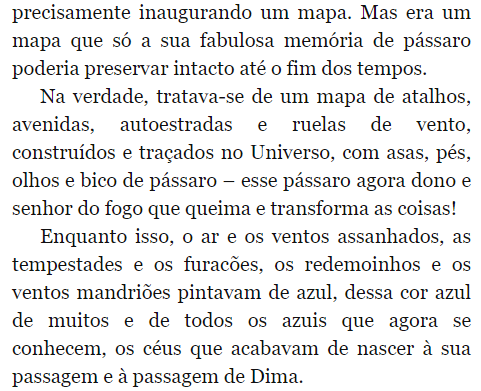 precisamente inaugurando um mapa. Mas era um
mapa que só a sua fabulosa memória de pássaro
poderia preservar intacto até o fim dos tempos.
Na verdade, tratava-se de um mapa de atalhos,
avenidas, autoestradas e ruelas de vento,
construídos e traçados no Universo, com asas, pés,
olhos e bico de pássaro – esse pássaro agora dono e
senhor do fogo que queima e transforma as coisas!
Enquanto isso, o ar e os ventos assanhados, as
tempestades e os furacões, os redemoinhos e os
ventos mandriões pintavam de azul, dessa cor azul
de muitos e de todos os azuis que agora se
conhecem, os céus que acabavam de nascer à sua
passagem e à passagem de Dima.